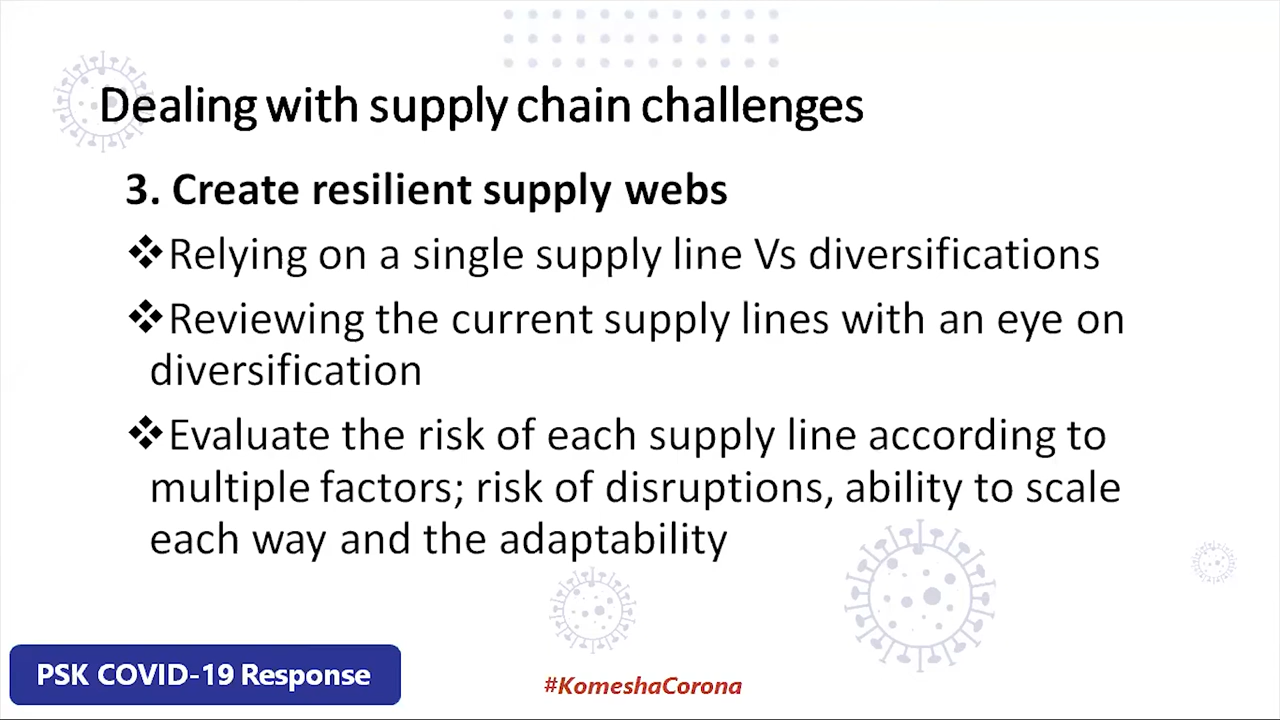 Dealing with supply chain challenges
3. Create resilient supply webs
❖Relying on a single supply line Vs diversifications
❖Reviewing the current supply lines with an eye on
diversification
❖Evaluate the risk of each supply line according to
multiple factors; risk of disruptions, ability to scale
each way and the adaptability
PSK COVID-19 Response
#KomeshaCorona